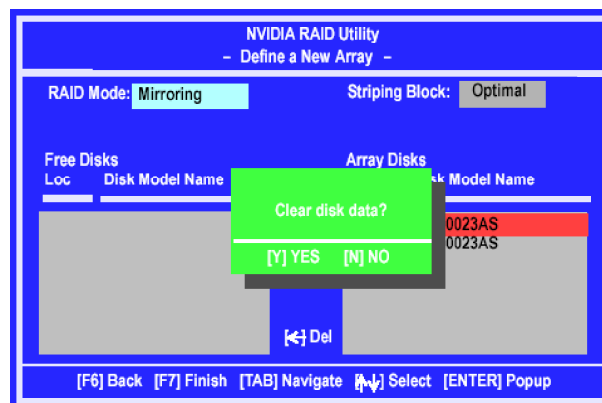 NVIDIA RAID Utility
– Define a New Array –
RAID Mode: Mirroring Striping Block: Optimal
Free Disks Array Disks
Loc Disk Model Name Model Name
Clear disk data?
0023AS
0023AS
[Y] YES [N] NO
[←] Del
[F6] Back [F7] Finish [TAB] Navigate [↑↓] Select [ENTER] Popup